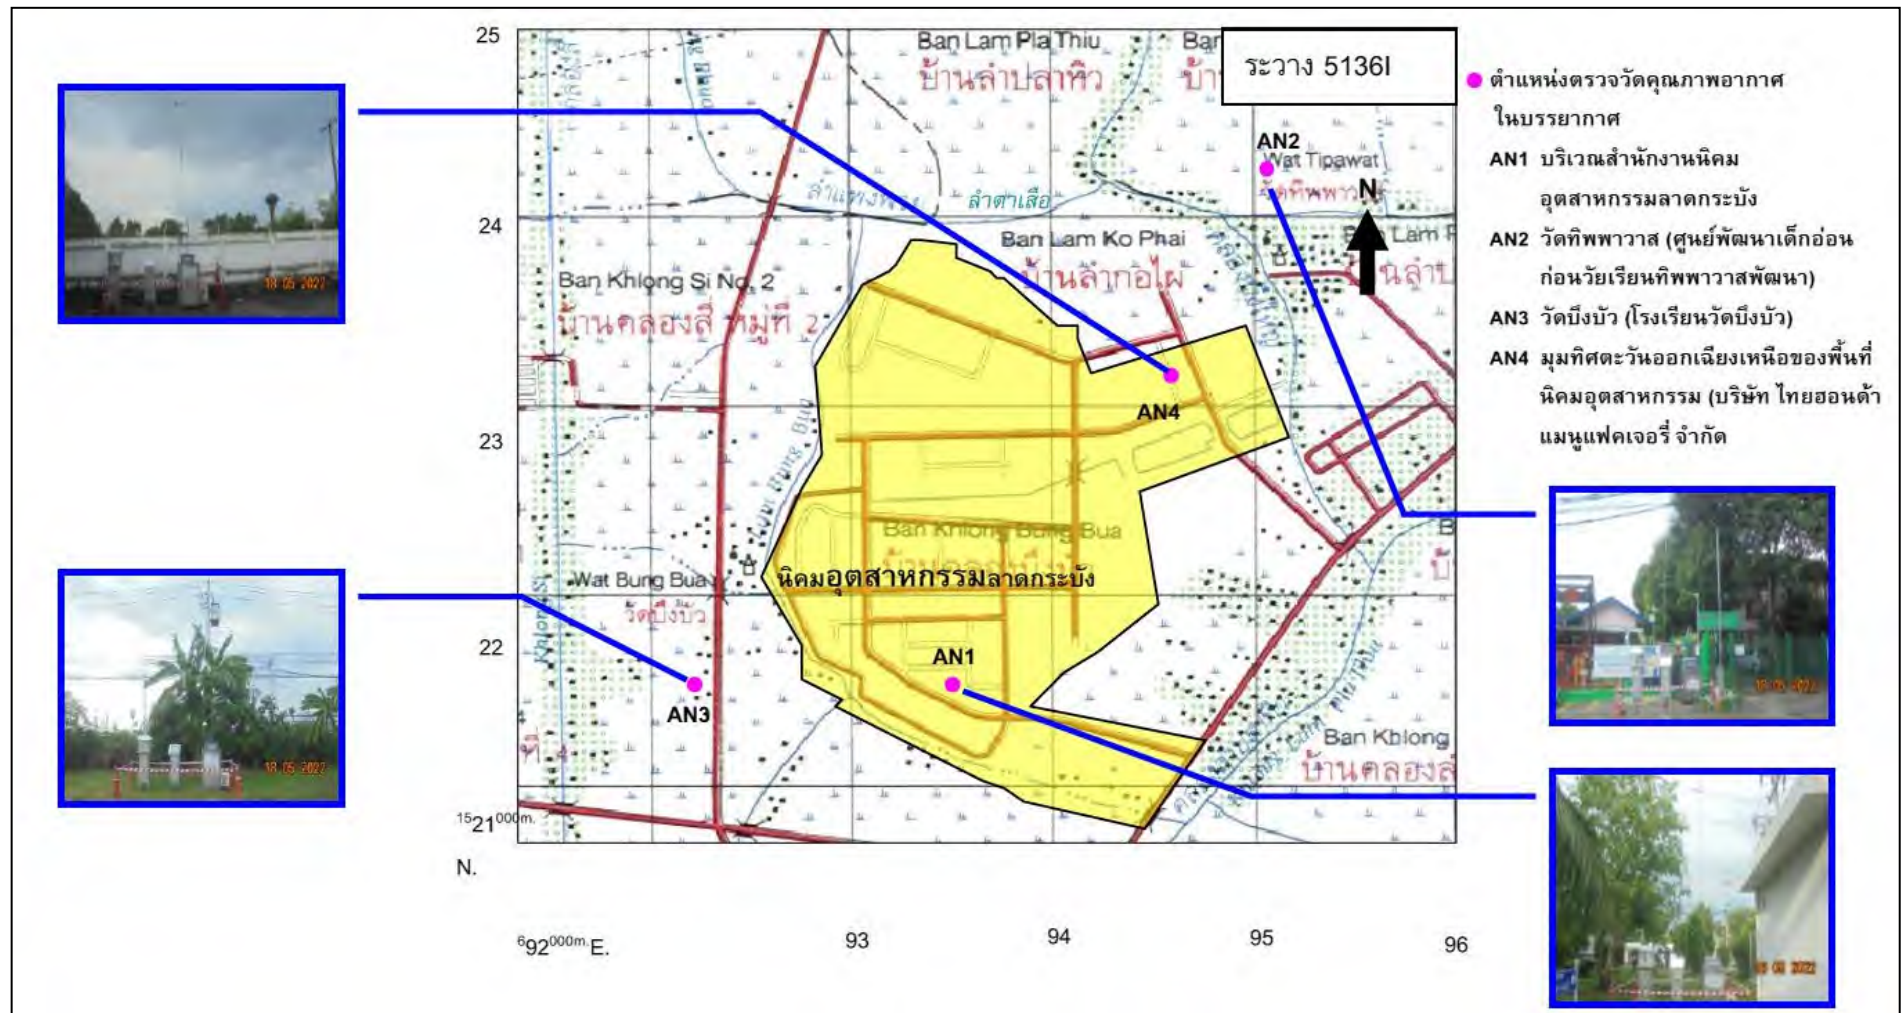 25
24
23
22
1521000m.
N.
692000m.E.
93
94
95
96
ระวาง 5136I
Ban Lam Pla Thiu
บ้านลำปลาทิว
AN2
Wat Tipawat
N
ลำตาเสือ
Ban Lam Ko Phai
บ้านลำกอไผ่
Ban Khlong Si No. 2
บ้านคลองสี่ หมู่ที่ 2
AN4
Ban Khlong Bung Bua
นิคมอุตสาหกรรมลาดกระบัง
Wat Bung Bua
วัดบึงบัว
AN1
AN3
Ban Khlong
● ตำแหน่งตรวจวัดคุณภาพอากาศ
ในบรรยากาศ
AN1 บริเวณสำนักงานนิคม
อุตสาหกรรมลาดกระบัง
AN2 วัดทิพพาวาส (ศูนย์พัฒนาเด็กอ่อน
ก่อนวัยเรียนทิพพาวาสพัฒนา)
AN3 วัดบึงบัว (โรงเรียนวัดบึงบัว)
AN4 มุมทิศตะวันออกเฉียงเหนือของพื้นที่
นิคมอุตสาหกรรม (บริษัท ไทยฮอนด้า
แมนูแฟคเจอรี่ จำกัด
18 05 2022
18 05 2022
18 05 2022